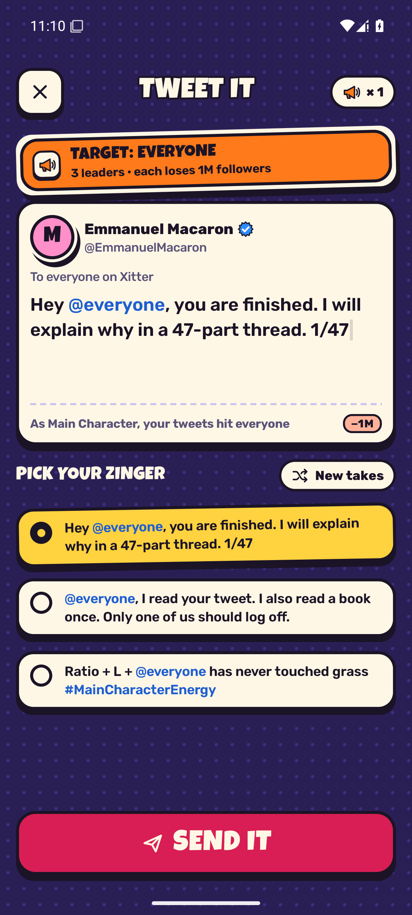 11:10
TWEET IT
×1
TARGET: EVERYONE
3 leaders • each loses 1M followers
M
Emmanuel Macaron
@EmmanuelMacaron
To everyone on Xitter
Hey @everyone, you are finished. I will
explain why in a 47-part thread. 1/47
As Main Character, your tweets hit everyone
−1M
PICK YOUR ZINGER
New takes
Hey @everyone, you are finished. I will explain
why in a 47-part thread. 1/47
@everyone, I read your tweet. I also read a book
once. Only one of us should log off.
Ratio + L + @everyone has never touched grass
#MainCharacterEnergy
SEND IT